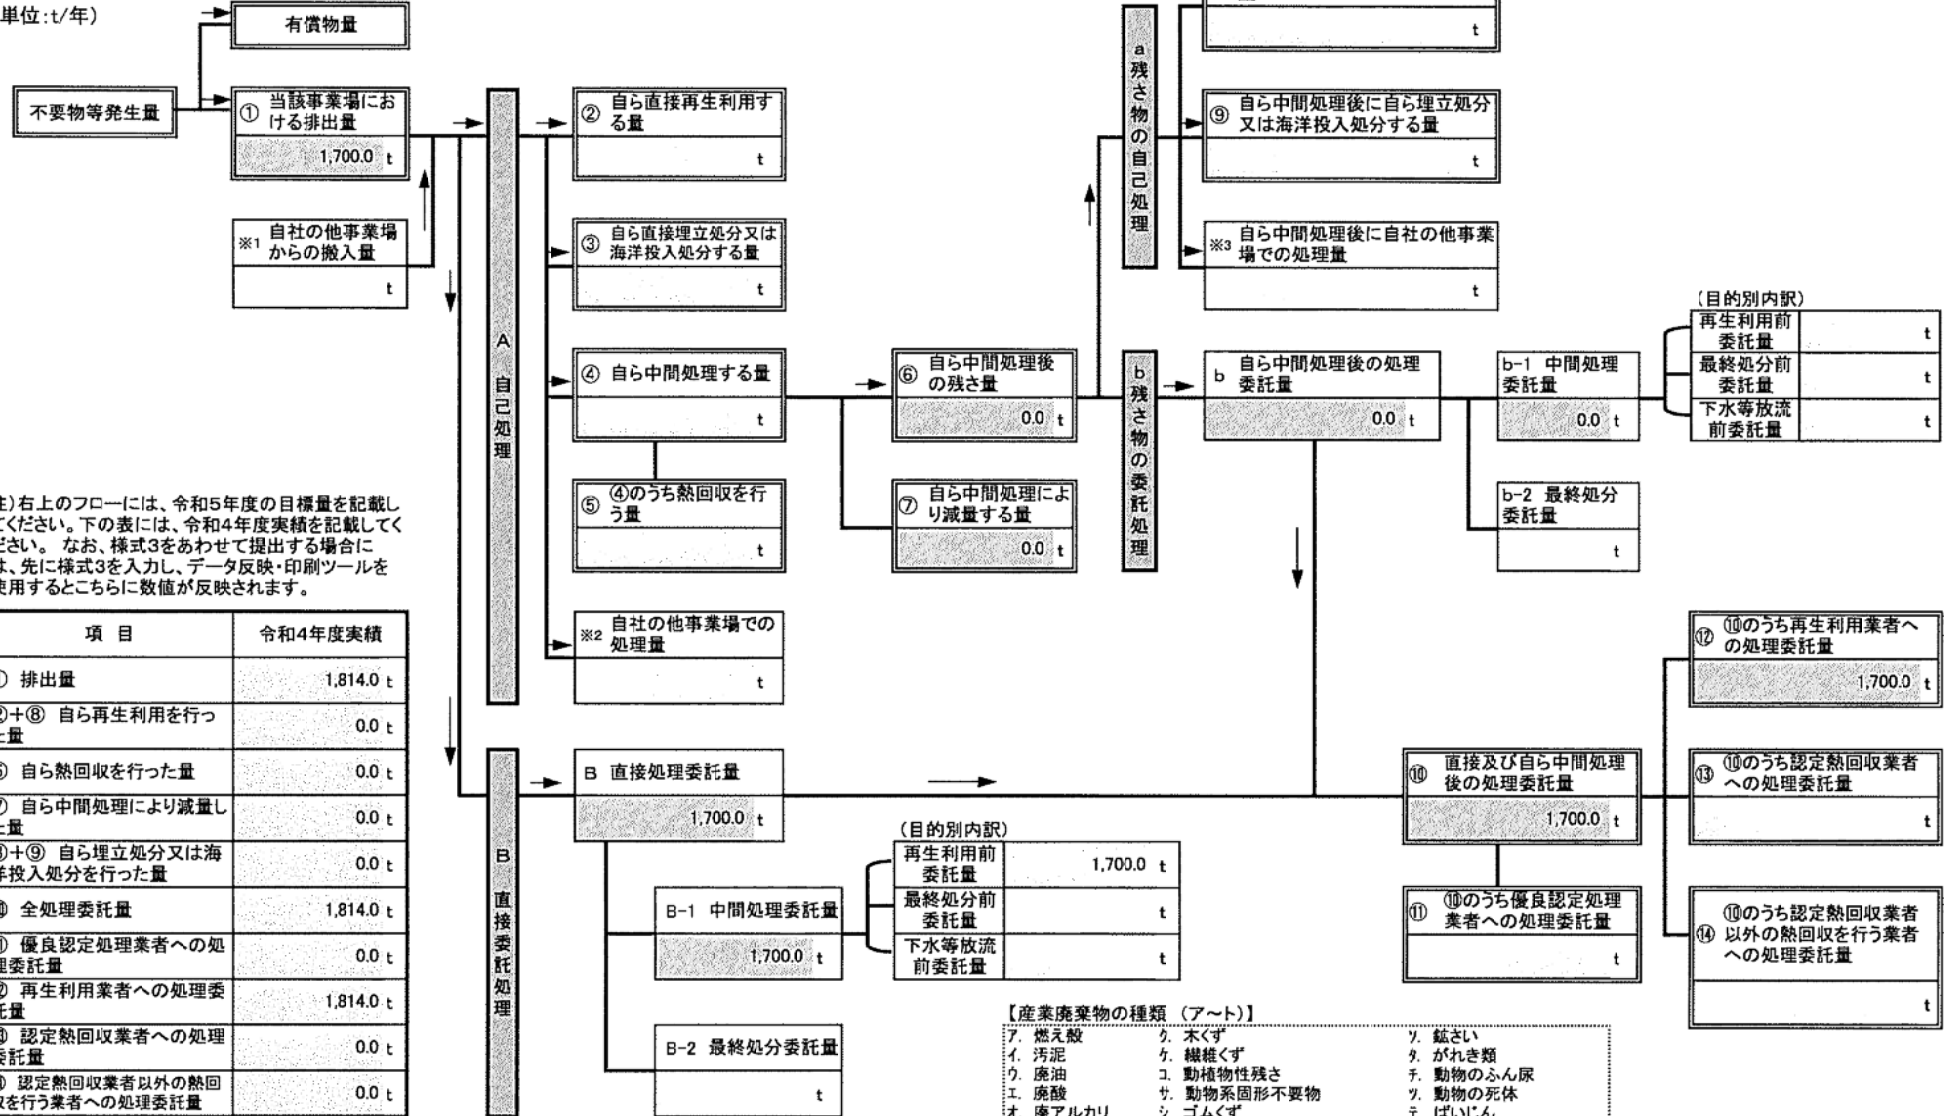 単位:t/年)
有償物量
不要物等発生量
① 当該事業場にお
ける排出量
1,700.0 t
※1 自社の他事業場
からの搬入量
t
A 自己処理
② 自ら直接再生利用す
る量
t
③ 自ら直接埋立処分又は
海洋投入処分する量
t
④ 自ら中間処理する量
t
⑤ ④のうち熱回収を行
う量
t
※2 自社の他事業場での
処理量
t
⑥ 自ら中間処理後
の残さ量
0.0 t
⑦ 自ら中間処理によ
り減量する量
0.0 t
a 残さ物の自己処理
t
⑨ 自ら中間処理後に自ら埋立処分
又は海洋投入処分する量
t
※3 自ら中間処理後に自社の他事業
場での処理量
t
b 残さ物の委託処理
b 自ら中間処理後の処理
委託量
0.0 t
b-1 中間処理
委託量
0.0 t
(目的別内訳)
再生利用前
委託量 t
最終処分前
委託量 t
下水等放流
前委託量 t
b-2 最終処分
委託量
t
注)右上のフローには、令和5年度の目標量を記載し
てください。下の表には、令和4年度実績を記載してく
ださい。 なお、様式3をあわせて提出する場合に
は、先に様式3を入力し、データ反映・印刷ツールを
使用するとこちらに数値が反映されます。
項 目 令和4年度実績
排出量 1,814.0 t
+⑧ 自ら再生利用を行っ
た量 0.0 t
自ら熱回収を行った量 0.0 t
自ら中間処理により減量し
た量 0.0 t
+⑨ 自ら埋立処分又は海
洋投入処分を行った量 0.0 t
全処理委託量 1,814.0 t
優良認定処理業者への処
理委託量 0.0 t
再生利用業者への処理委
託量 1,814.0 t
認定熱回収業者への処理
委託量 0.0 t
認定熱回収業者以外の熱回
収を行う業者への処理委託量 0.0 t
B 直接委託処理
B 直接処理委託量
1,700.0 t
B-1 中間処理委託量
1,700.0 t
(目的別内訳)
再生利用前
委託量 1,700.0 t
最終処分前
委託量 t
下水等放流
前委託量 t
B-2 最終処分委託量
t
⑩ 直接及び自ら中間処理
後の処理委託量
1,700.0 t
⑪ ⑩のうち優良認定処理
業者への処理委託量
t
⑫ ⑩のうち再生利用業者へ
の処理委託量
1,700.0 t
⑬ ⑩のうち認定熱回収業者
への処理委託量
t
⑭ ⑩のうち認定熱回収業者
以外の熱回収を行う業者
への処理委託量
t
【産業廃棄物の種類 (ア~ト)】
ア. 燃え殻 ク. 木くず ソ. 鉱さい
イ. 汚泥 ケ. 繊維くず タ. がれき類
ウ. 廃油 コ. 動植物性残さ チ. 動物のふん尿
エ. 廃酸 サ. 動物系固形不要物 ツ. 動物の死体
オ. 廃アルカリ シ. ゴムくず テ. ばいじん